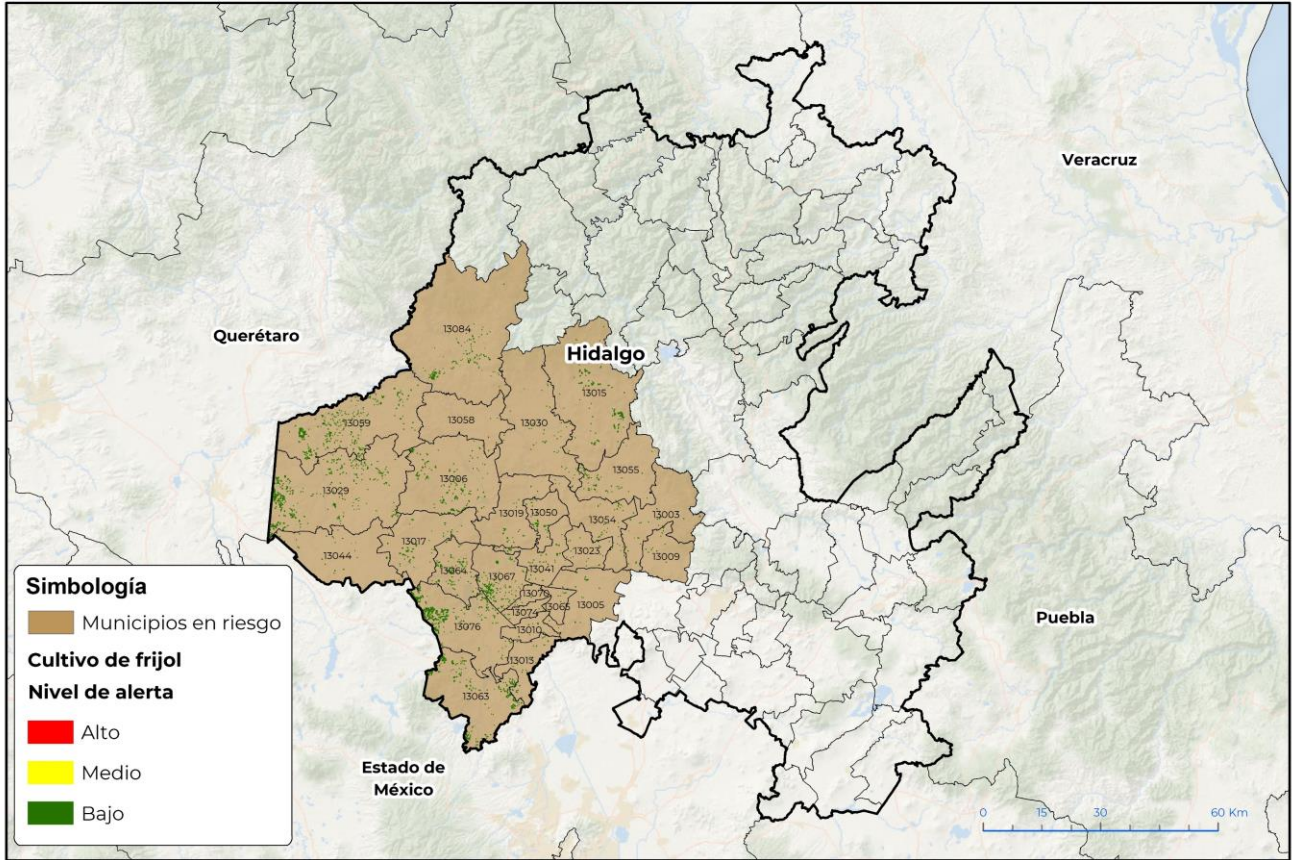 Veracruz
Querétaro
Hidalgo
13084
13015
13059
13058
13030
13055
13029
13006
13019
13050
13054
13003
13017
13044
13023
13009
13064
13067
13041
13070
13065
13005
13074
13076
13010
13013
13063
Puebla
Estado de
México
Simbología
Municipios en riesgo
Cultivo de frijol
Nivel de alerta
Alto
Medio
Bajo
0 15 30 60 Km